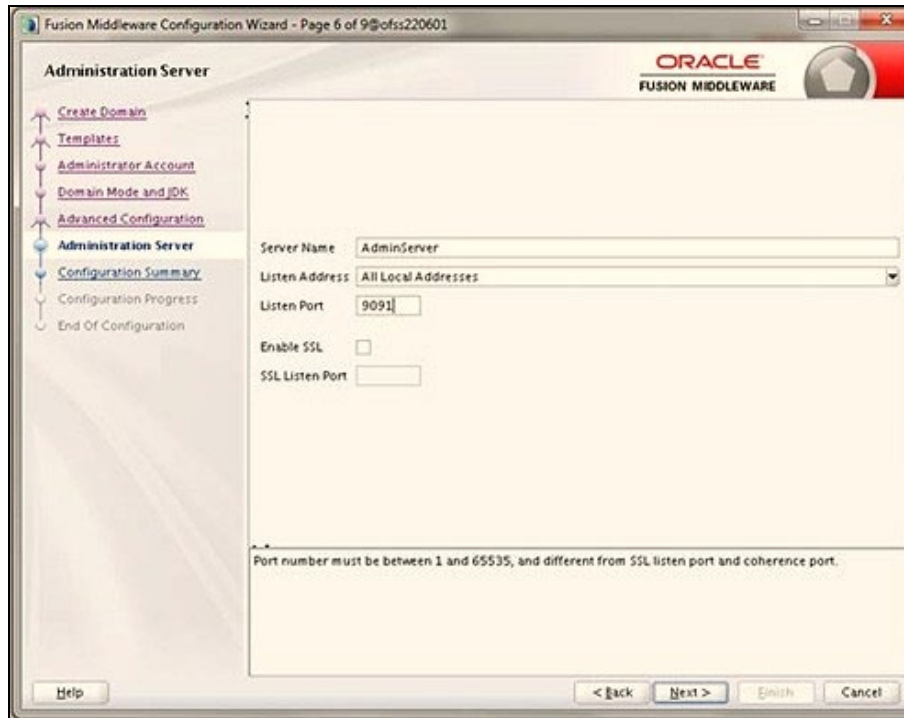 Fusion Middleware Configuration Wizard - Page 6 of 9@ofss220601
Administration Server
ORACLE
FUSION MIDDLEWARE
Create Domain
Templates
Administrator Account
Domain Mode and JDK
Advanced Configuration
Administration Server
Configuration Summary
Configuration Progress
End Of Configuration
Server Name AdminServer
Listen Address All Local Addresses
Listen Port 9091
Enable SSL
SSL Listen Port
Port number must be between 1 and 65535, and different from SSL listen port and coherence port.
Help < Back Next > Finish Cancel